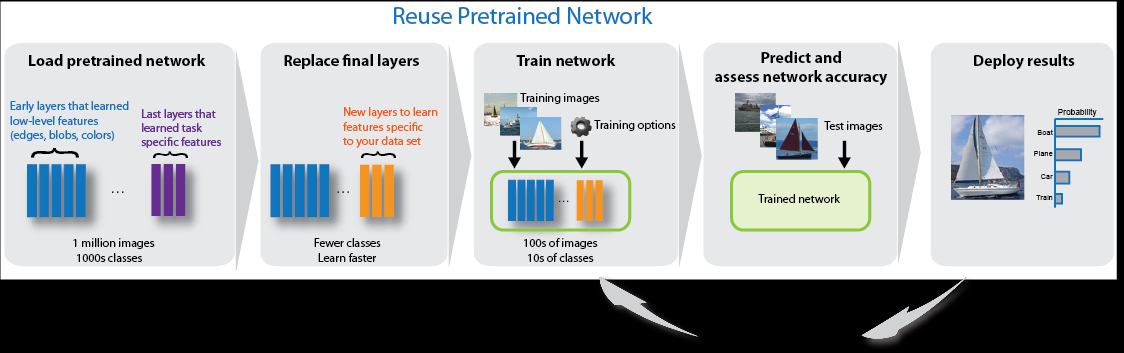 Reuse Pretrained Network
Load pretrained network
Early layers that learned
low-level features
(edges, blobs, colors)
Last layers that
learned task
specific features
...
1 million images
1000s classes
Replace final layers
New layers to learn
features specific
to your data set
...
Fewer classes
Learn faster
Train network
Training images
Training options
...
100s of images
10s of classes
Predict and
assess network accuracy
Test images
Trained network
Deploy results
Probability
Boat
Plane
Car
Train